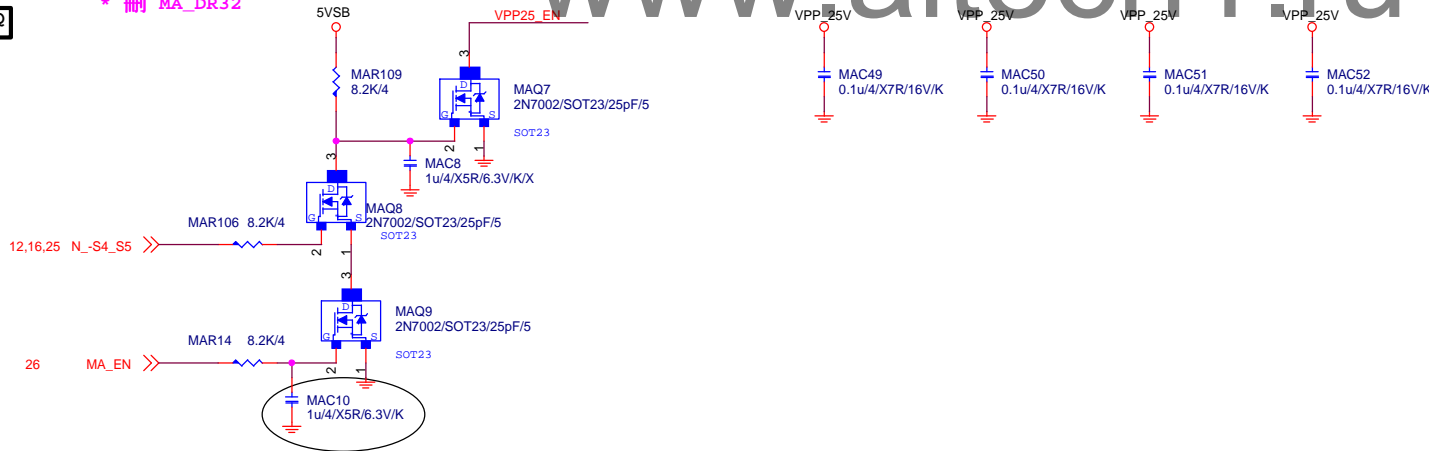 * 刪 MA_DR32
www.aitech1.ru
5VSB
VPP25_EN
VPP_25V
VPP_25V
VPP_25V
VPP_25V
MAR109
8.2K/4
3
D
G
S
2
1
MAQ7
2N7002/SOT23/25pF/5
SOT23
MAC49
0.1u/4/X7R/16V/K
MAC50
0.1u/4/X7R/16V/K
MAC51
0.1u/4/X7R/16V/K
MAC52
0.1u/4/X7R/16V/K
MAC8
1u/4/X5R/6.3V/K/X
3
D
G
S
2
1
MAQ8
2N7002/SOT23/25pF/5
SOT23
MAR106 8.2K/4
12,16,25 N_-S4_S5
3
D
G
S
2
1
MAQ9
2N7002/SOT23/25pF/5
SOT23
MAR14 8.2K/4
26 MA_EN
MAC10
1u/4/X5R/6.3V/K